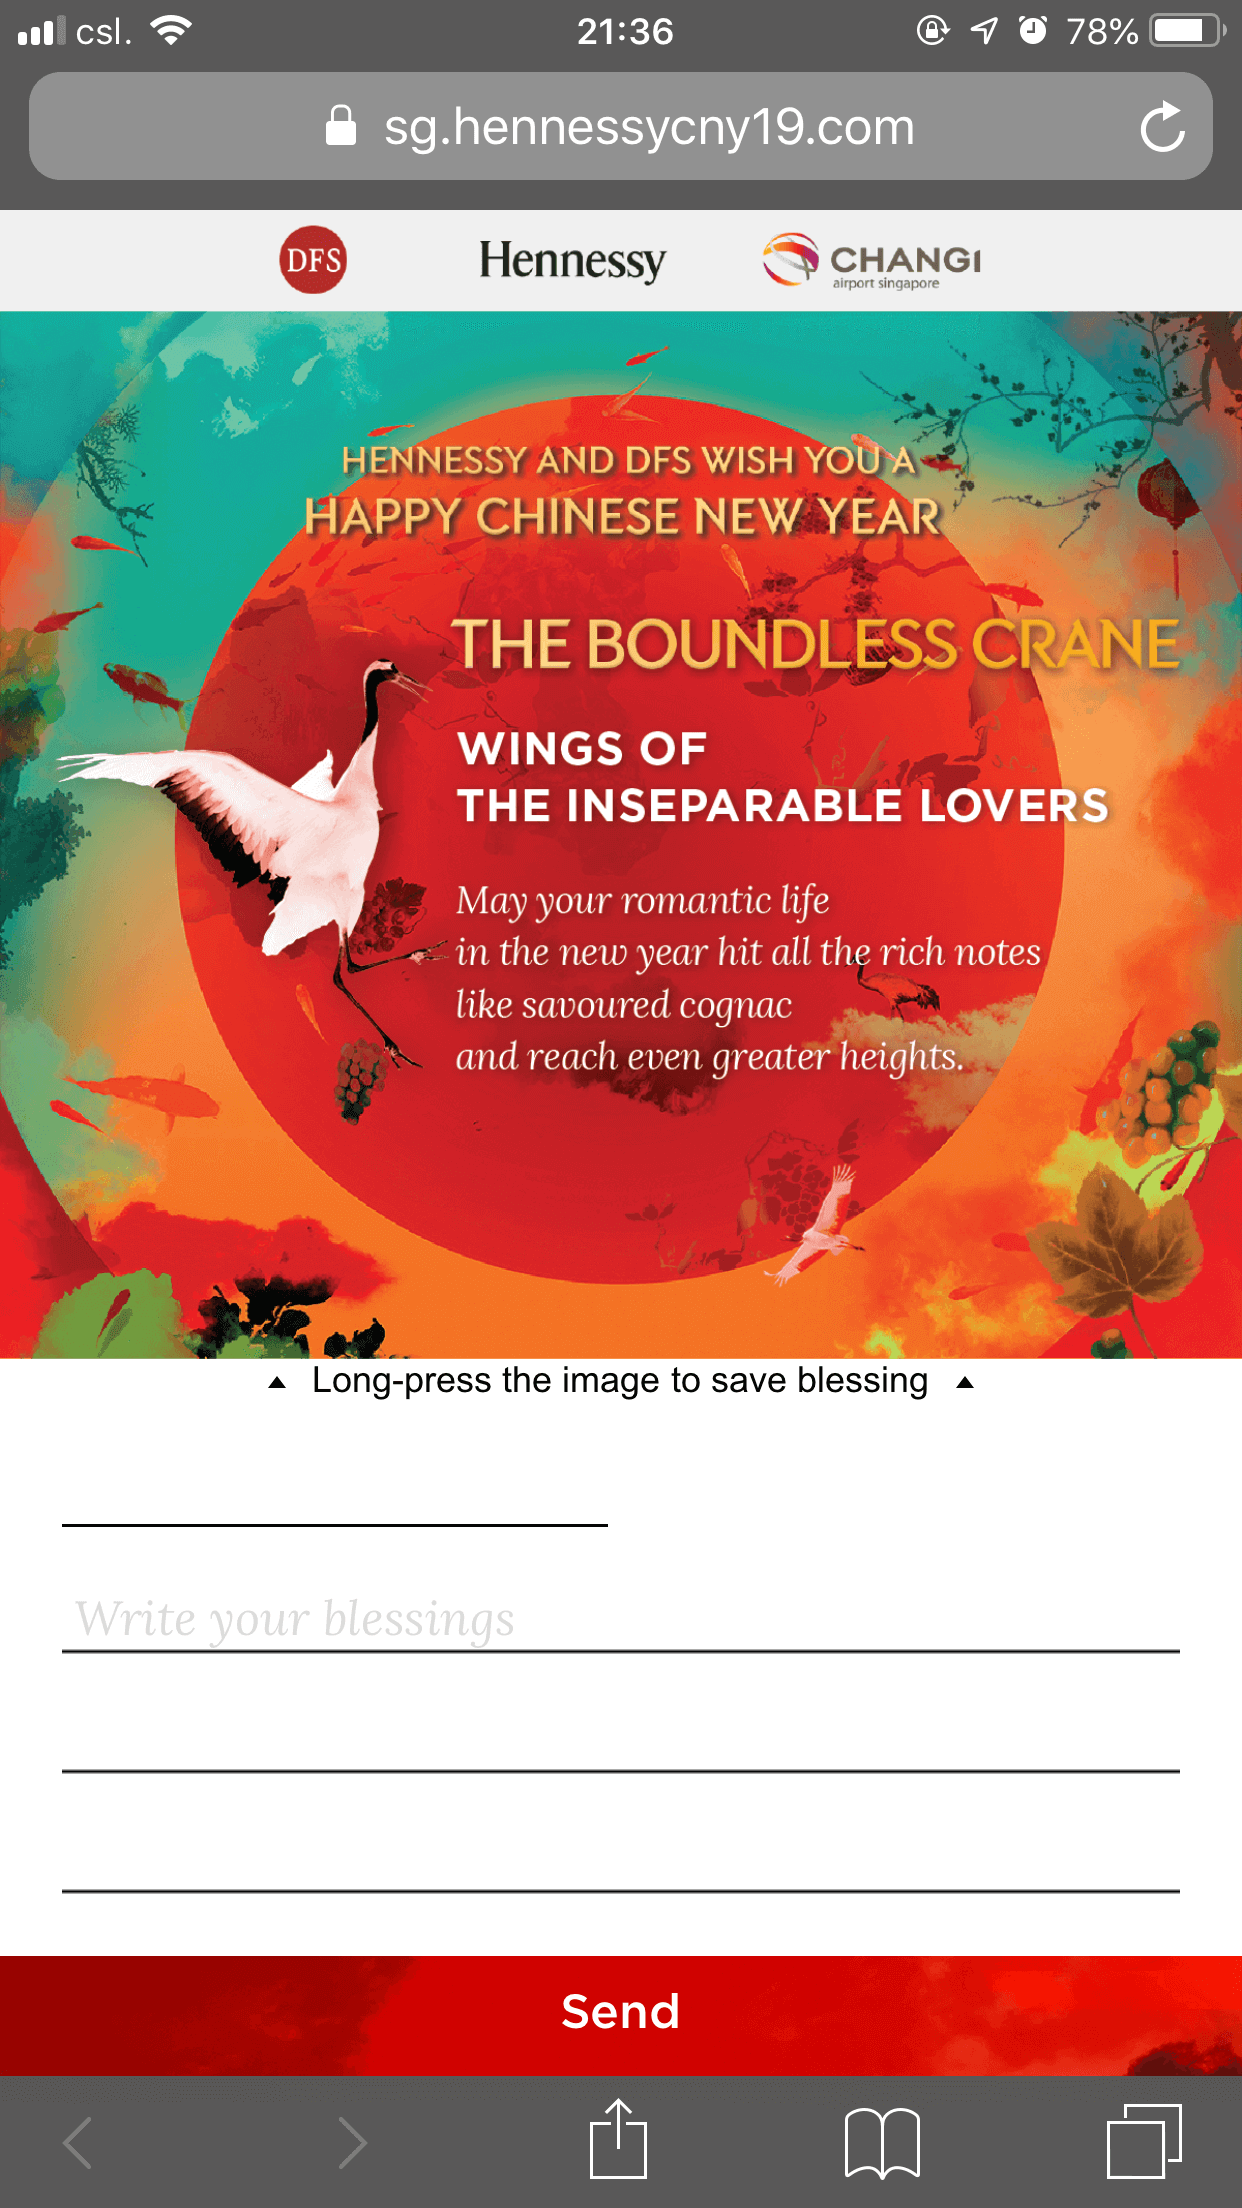 csl.
21:36
78%
sg.hennessycny19.com
DFS
Hennessy
CHANGI
airport singapore
HENNESSY AND DFS WISH YOU A
HAPPY CHINESE NEW YEAR
THE BOUNDLESS CRANE
WINGS OF
THE INSEPARABLE LOVERS
May your romantic life
in the new year hit all the rich notes
like savoured cognac
and reach even greater heights.
▲ Long-press the image to save blessing ▲
Write your blessings
Send